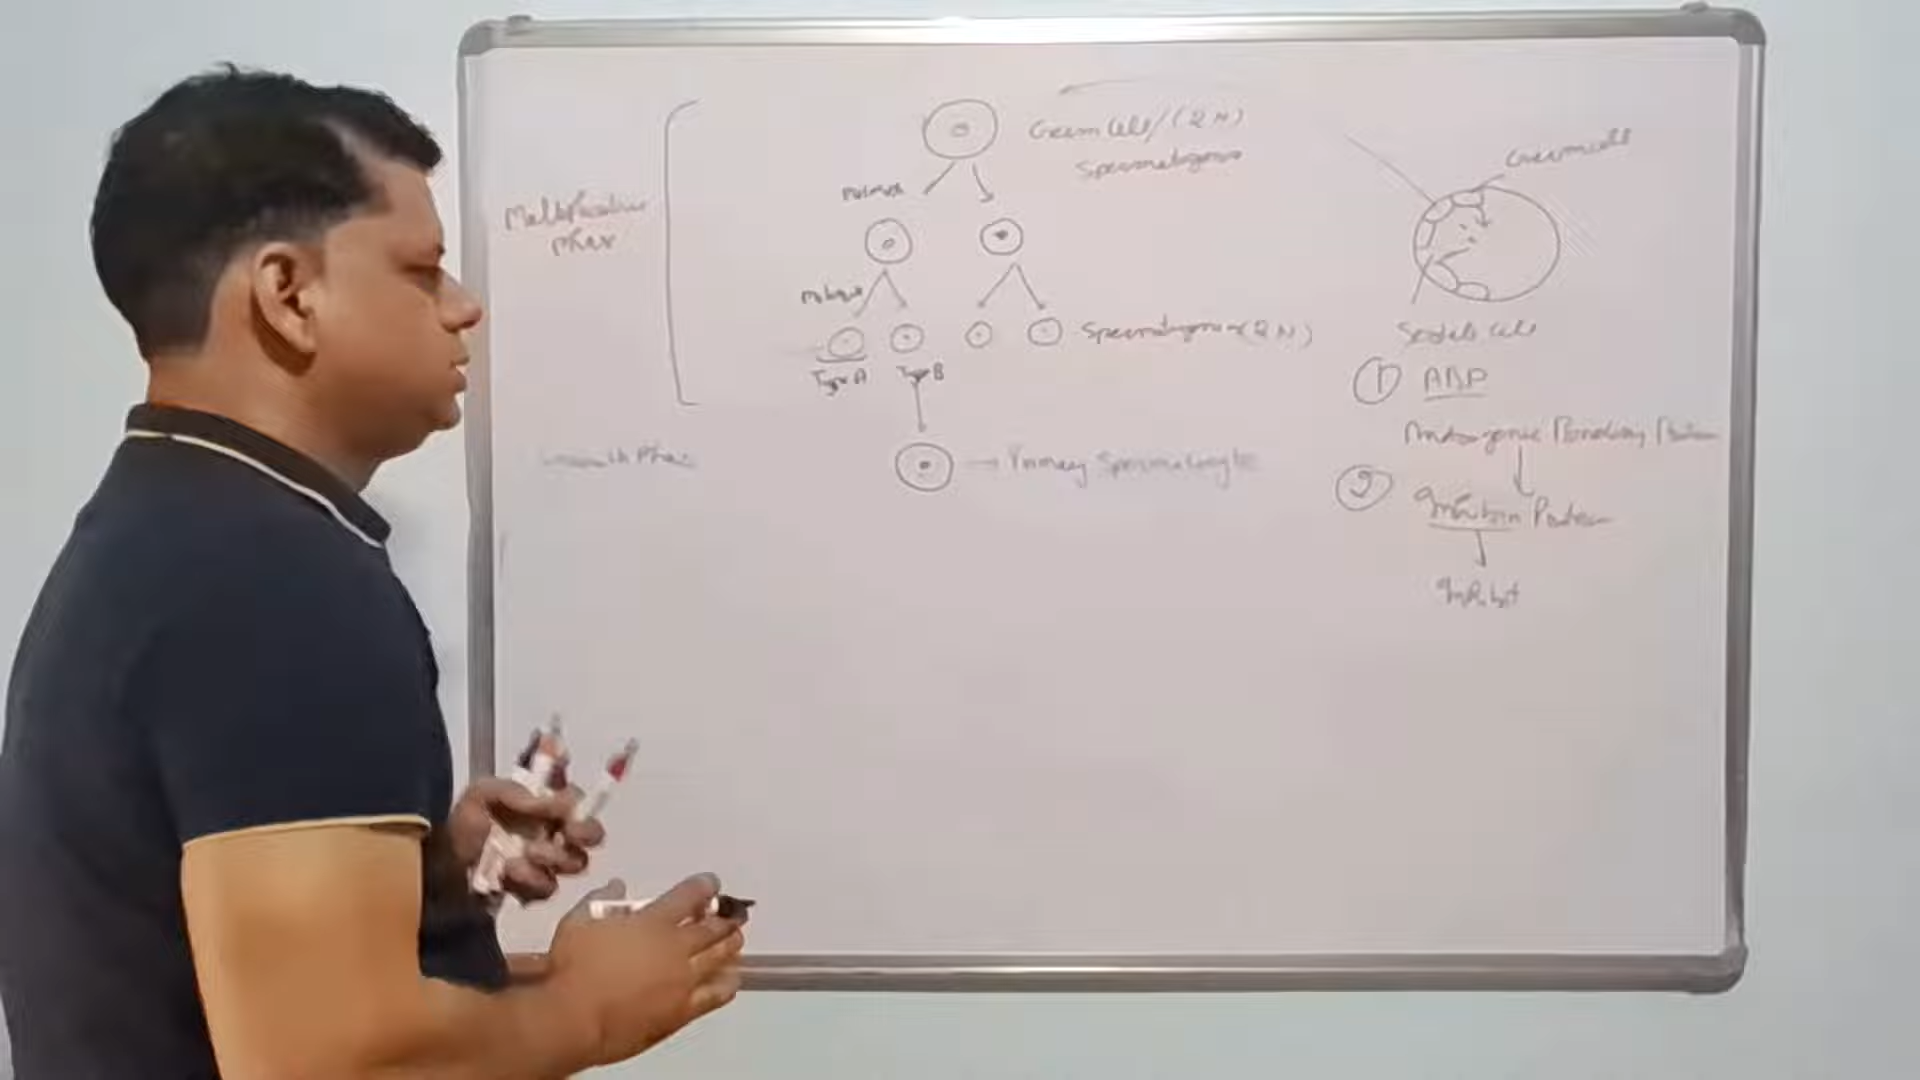 Germ Cell/(2N)
Spermatogonia
Mitosis
Multiplicative
Phase
Mitosis
Spermatogonia(2N)
Type A
Type B
Growth Phase
Primary Spermatocyte
Germ cell
Sertoli Cell
① ABP
Androgenic Binding Protein
② Inhibin Protein
Inhibit